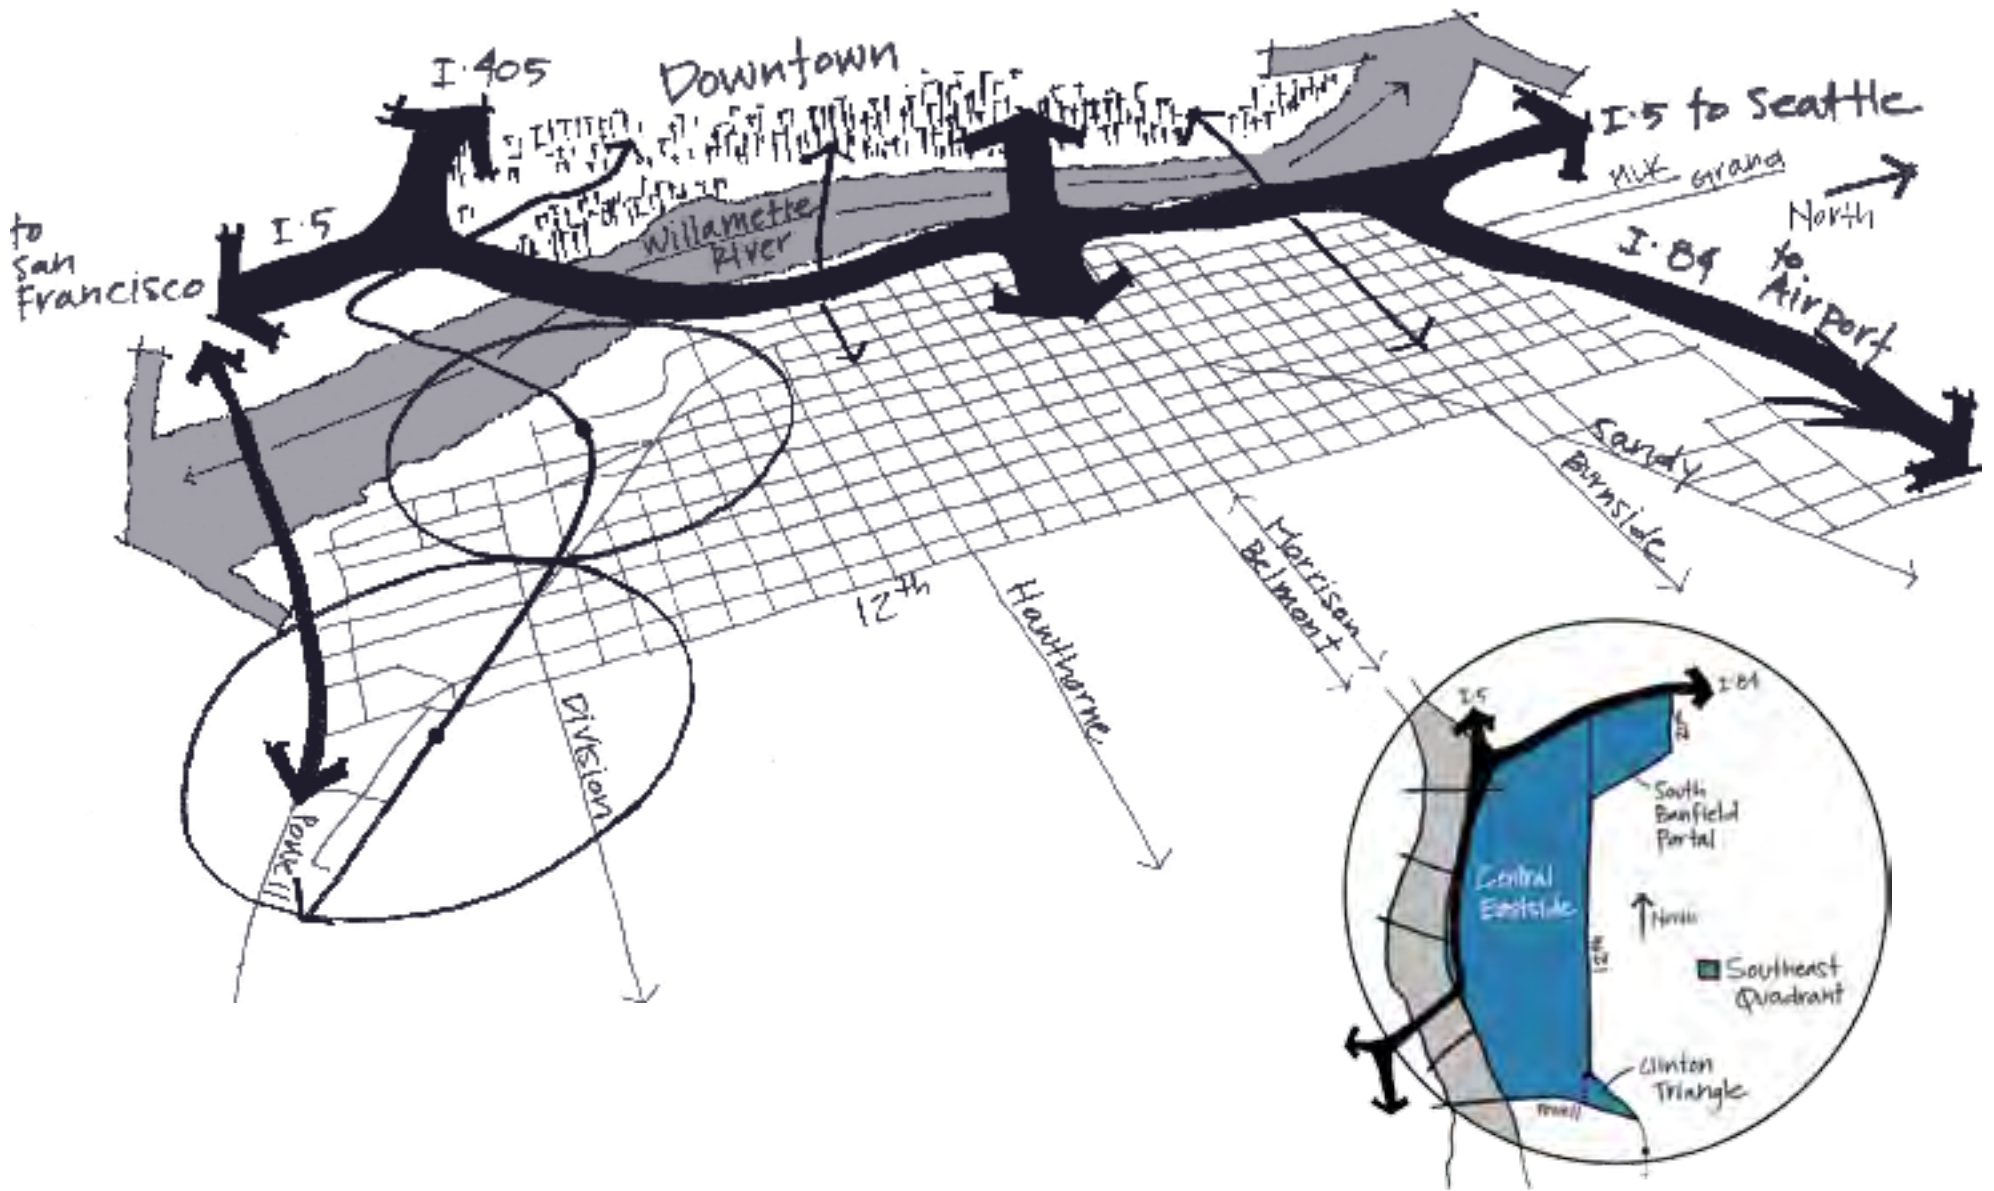 I·405
Downtown
I·5 to Seattle
MLK Grand
North
to
San
Francisco
I·5
Willamette
River
I·84
to
Airport
Sandy
Burnside
Morrison
Belmont
12th
Hawthorne
Division
Powell
I·5
I·84
South
Banfield
Portal
Central
Eastside
North
12th
Southeast
Quadrant
Clinton
Triangle
Powell